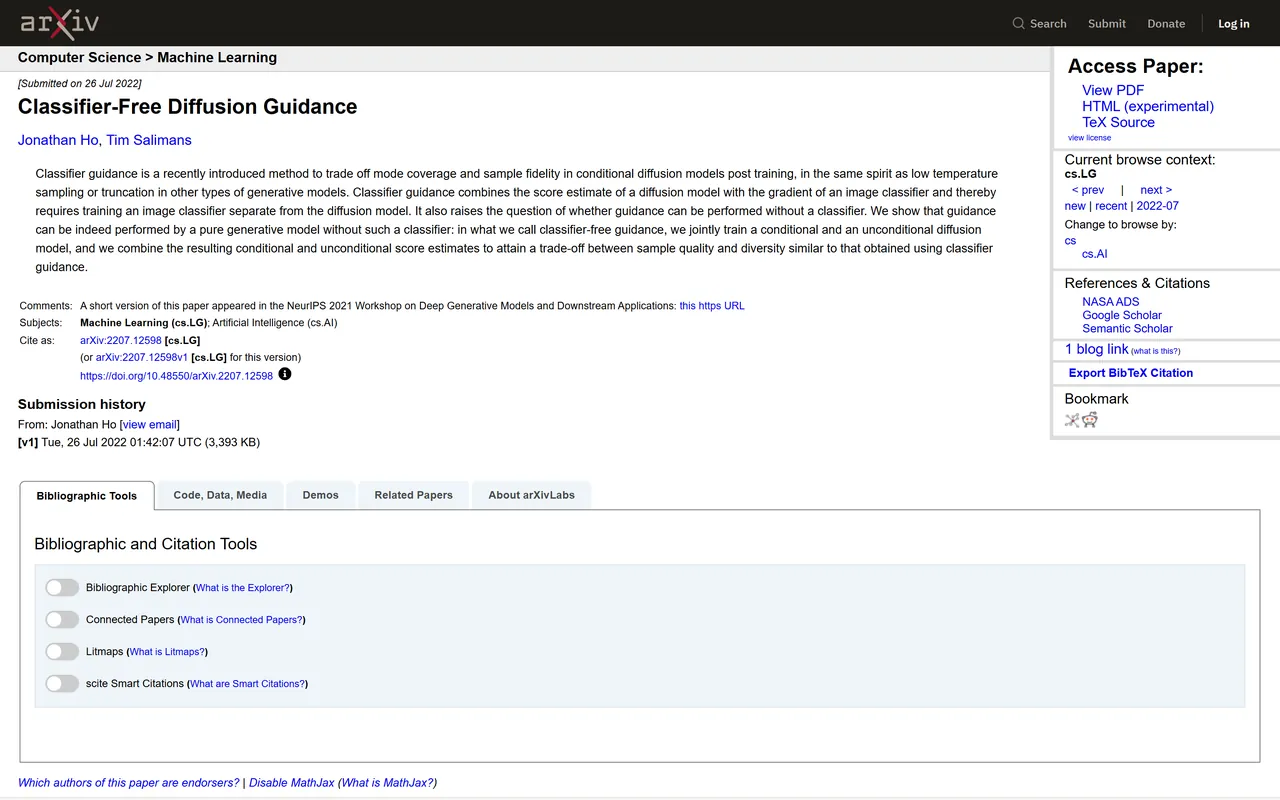 arXiv
Search
Submit
Donate
Log in
Computer Science > Machine Learning
[Submitted on 26 Jul 2022]
Classifier-Free Diffusion Guidance
Jonathan Ho, Tim Salimans
Classifier guidance is a recently introduced method to trade off mode coverage and sample fidelity in conditional diffusion models post training, in the same spirit as low temperature
sampling or truncation in other types of generative models. Classifier guidance combines the score estimate of a diffusion model with the gradient of an image classifier and thereby
requires training an image classifier separate from the diffusion model. It also raises the question of whether guidance can be performed without a classifier. We show that guidance
can be indeed performed by a pure generative model without such a classifier: in what we call classifier-free guidance, we jointly train a conditional and an unconditional diffusion
model, and we combine the resulting conditional and unconditional score estimates to attain a trade-off between sample quality and diversity similar to that obtained using classifier
guidance.
Comments: A short version of this paper appeared in the NeurIPS 2021 Workshop on Deep Generative Models and Downstream Applications: this https URL
Subjects: Machine Learning (cs.LG); Artificial Intelligence (cs.AI)
Cite as: arXiv:2207.12598 [cs.LG]
(or arXiv:2207.12598v1 [cs.LG] for this version)
https://doi.org/10.48550/arXiv.2207.12598
Submission history
From: Jonathan Ho [view email]
[v1] Tue, 26 Jul 2022 01:42:07 UTC (3,393 KB)
Access Paper:
View PDF
HTML (experimental)
TeX Source
view license
Current browse context:
cs.LG
< prev | next >
new | recent | 2022-07
Change to browse by:
cs
cs.AI
References & Citations
NASA ADS
Google Scholar
Semantic Scholar
1 blog link (what is this?)
Export BibTeX Citation
Bookmark
Bibliographic Tools
Code, Data, Media
Demos
Related Papers
About arXivLabs
Bibliographic and Citation Tools
Bibliographic Explorer (What is the Explorer?)
Connected Papers (What is Connected Papers?)
Litmaps (What is Litmaps?)
scite Smart Citations (What are Smart Citations?)
Which authors of this paper are endorsers? | Disable MathJax (What is MathJax?)